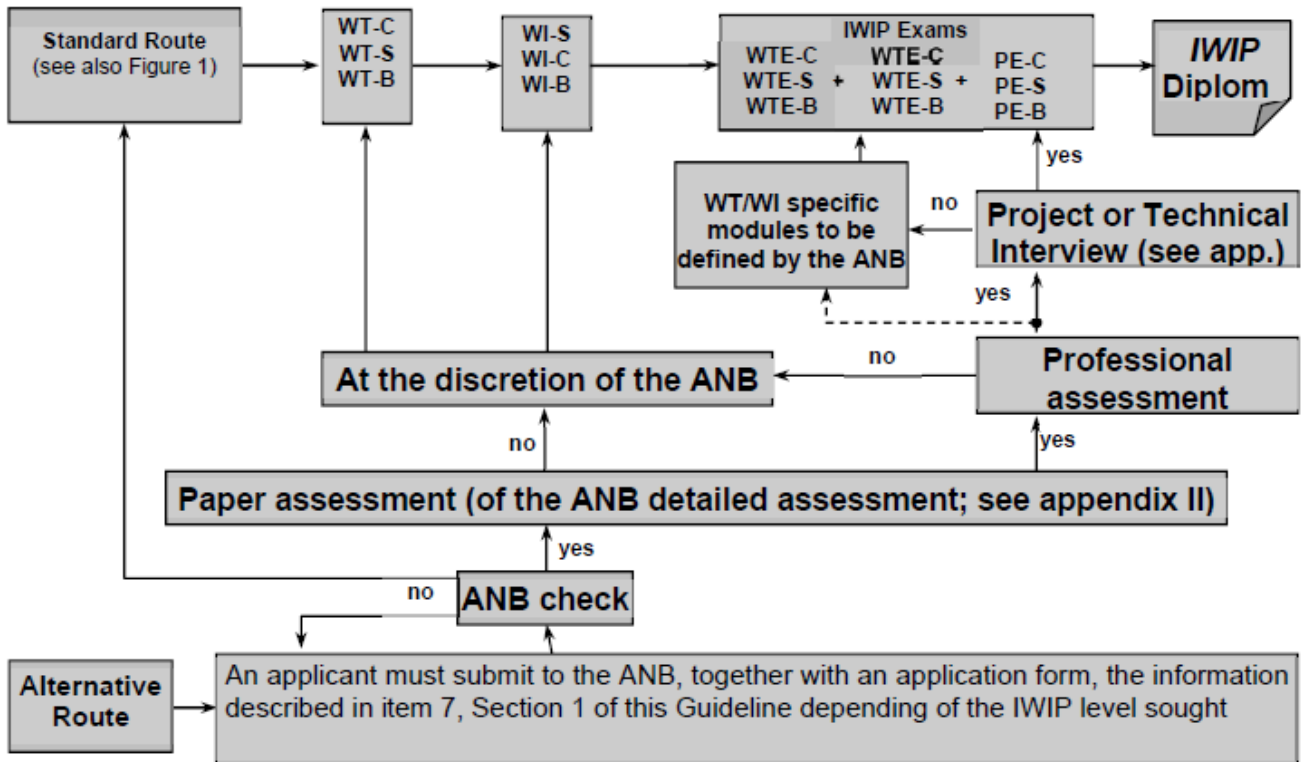 Standard Route
(see also Figure 1)
WT-C
WT-S
WT-B
WI-S
WI-C
WI-B
IWIP Exams
WTE-C
WTE-S +
WTE-B
WTE-C
WTE-S +
WTE-B
PE-C
PE-S
PE-B
IWIP
Diplom
yes
WT/WI specific
modules to be
defined by the ANB
no
Project or Technical
Interview (see app.)
yes
At the discretion of the ANB
no
Professional
assessment
no
yes
Paper assessment (of the ANB detailed assessment; see appendix II)
yes
no
ANB check
Alternative
Route
An applicant must submit to the ANB, together with an application form, the information
described in item 7, Section 1 of this Guideline depending of the IWIP level sought